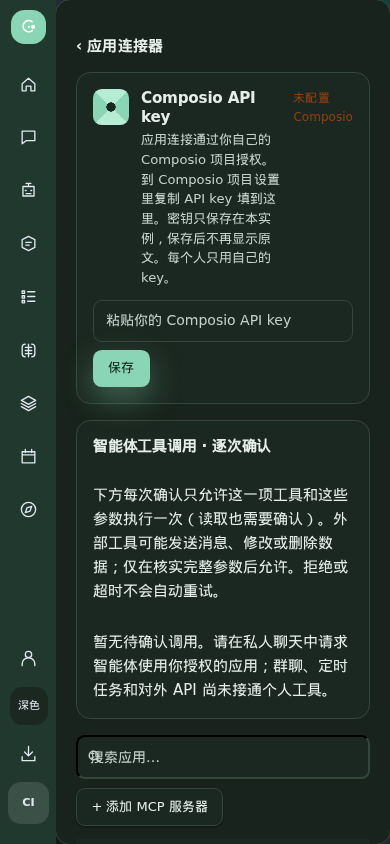 ‹ 应用连接器
Composio API
key
未配置
Composio
应用连接通过你自己的
Composio 项目授权。
到 Composio 项目设置
里复制 API key 填到这
里。密钥只保存在本实
例，保存后不再显示原
文。每个人只用自己的
key。
粘贴你的 Composio API key
保存
智能体工具调用 · 逐次确认
下方每次确认只允许这一项工具和这些
参数执行一次（读取也需要确认）。外
部工具可能发送消息、修改或删除数
据；仅在核实完整参数后允许。拒绝或
超时不会自动重试。
暂无待确认调用。请在私人聊天中请求
智能体使用你授权的应用；群聊、定时
任务和对外 API 尚未接通个人工具。
搜索应用...
+ 添加 MCP 服务器
深色
CI